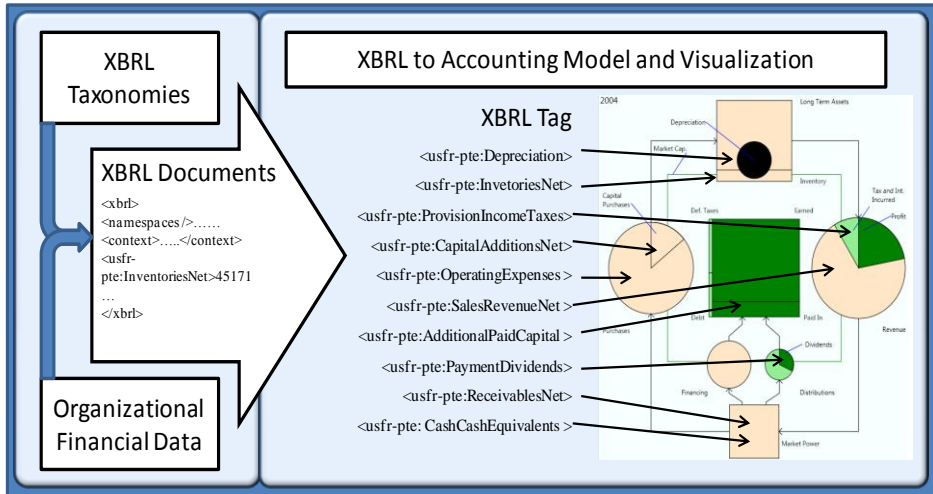 XBRL
Taxonomies
XBRL Documents
<xbrl>
<namespaces />……
<context>…..</context>
<usfr-
pte:InventoriesNet>45171
…
</xbrl>
Organizational
Financial Data
XBRL to Accounting Model and Visualization
XBRL Tag
<usfr-pte:Depreciation>
<usfr-pte:InvetoriesNet>
<usfr-pte:ProvisionIncomeTaxes>
<usfr-pte:CapitalAdditionsNet>
<usfr-pte:OperatingExpenses >
<usfr-pte:SalesRevenueNet >
<usfr-pte:AdditionalPaidCapital >
<usfr-pte:PaymentDividends>
<usfr-pte:ReceivablesNet>
<usfr-pte: CashCashEquivalents >
2004
Long Term Assets
Depreciation
Market Cap.
Inventory
Capital
Purchases
Def. Taxes
Earned
Tax and Int.
Incurred
Profit
Purchases
Debt
Paid In
Revenue
Dividends
Financing
Distributions
Market Power